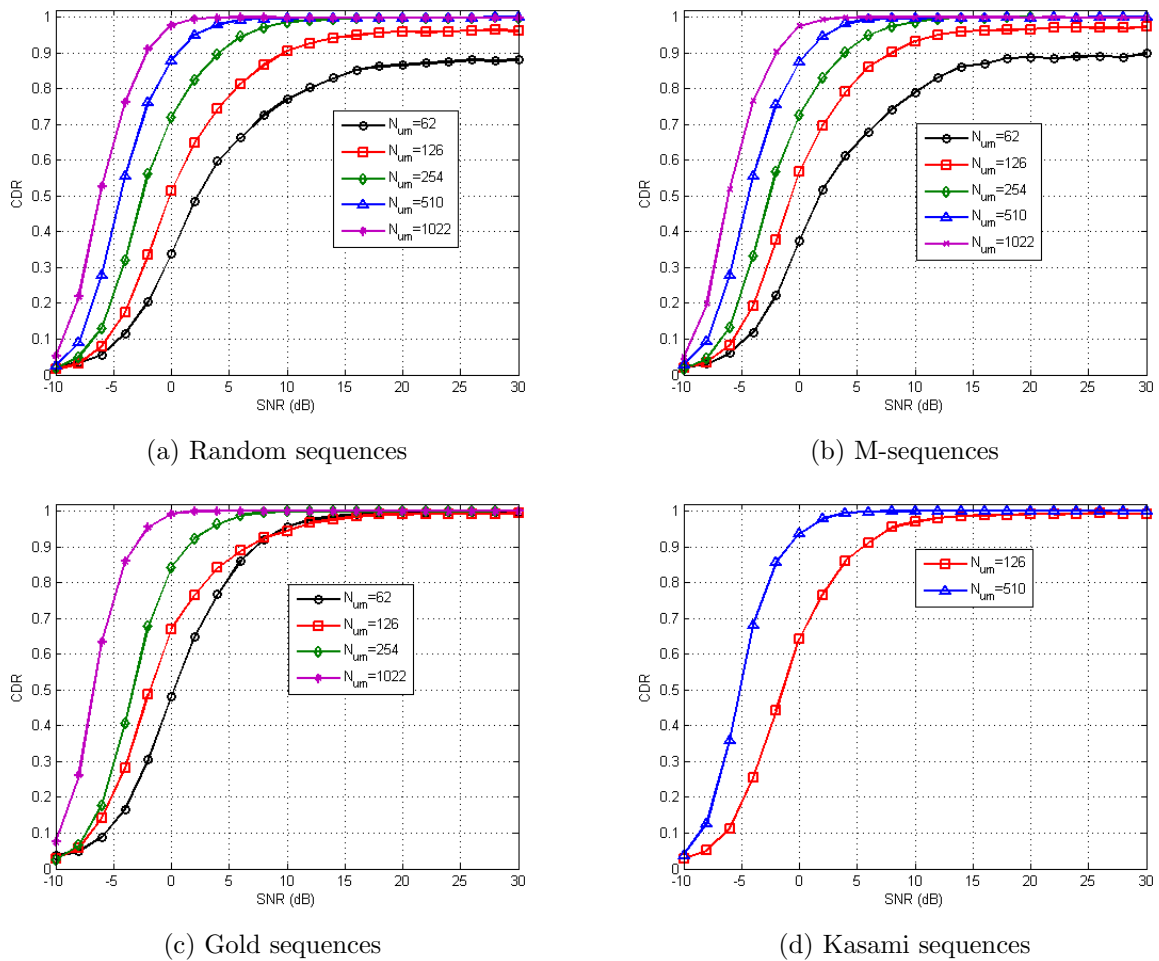 1
0.9
0.8
0.7
0.6
0.5
0.4
0.3
0.2
0.1
0
CDR
-10 -5 0 5 10 15 20 25 30
SNR (dB)
N_um=62
N_um=126
N_um=254
N_um=510
N_um=1022
(a) Random sequences
1
0.9
0.8
0.7
0.6
0.5
0.4
0.3
0.2
0.1
0
CDR
-10 -5 0 5 10 15 20 25 30
SNR (dB)
N_um=62
N_um=126
N_um=254
N_um=510
N_um=1022
(b) M-sequences
1
0.9
0.8
0.7
0.6
0.5
0.4
0.3
0.2
0.1
0
CDR
-10 -5 0 5 10 15 20 25 30
SNR (dB)
N_um=62
N_um=126
N_um=254
N_um=1022
(c) Gold sequences
1
0.9
0.8
0.7
0.6
0.5
0.4
0.3
0.2
0.1
0
CDR
-10 -5 0 5 10 15 20 25 30
SNR (dB)
N_um=126
N_um=510
(d) Kasami sequences